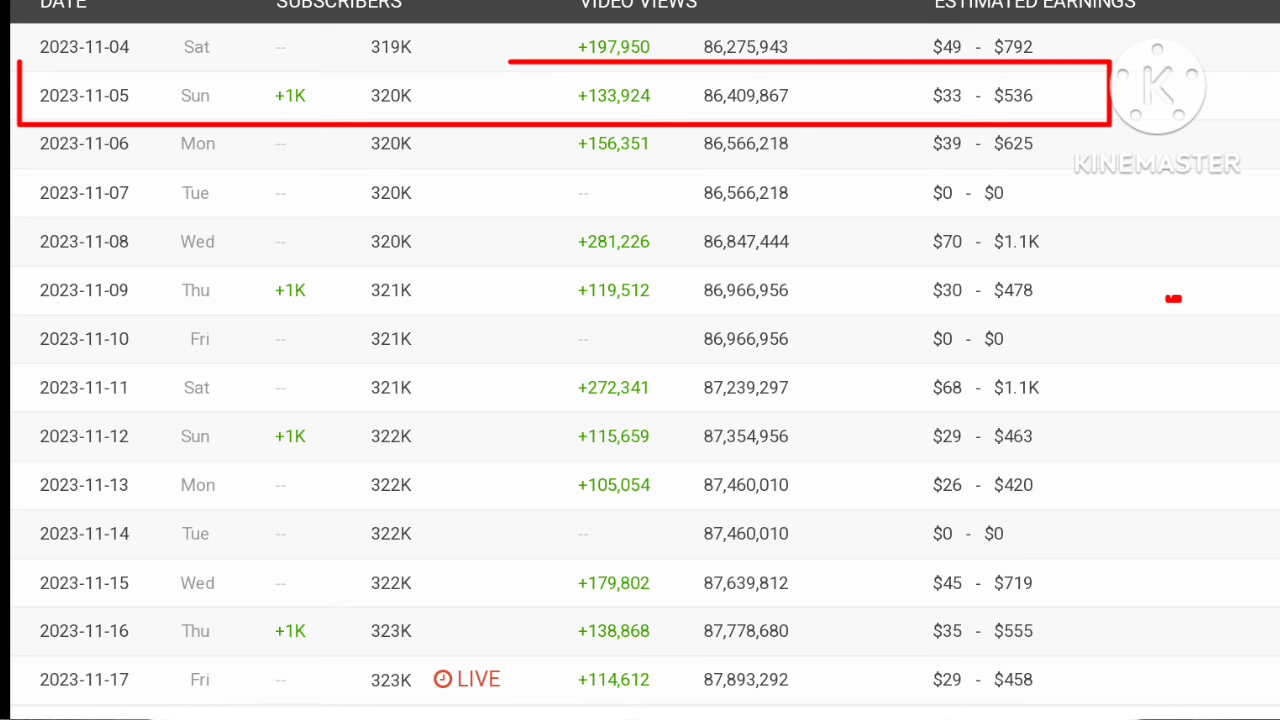 DATE SUBSCRIBERS VIDEO VIEWS ESTIMATED EARNINGS
2023-11-04 Sat -- 319K +197,950 86,275,943 $49 - $792
2023-11-05 Sun +1K 320K +133,924 86,409,867 $33 - $536
2023-11-06 Mon -- 320K +156,351 86,566,218 $39 - $625
KINEMASTER
2023-11-07 Tue -- 320K -- 86,566,218 $0 - $0
2023-11-08 Wed -- 320K +281,226 86,847,444 $70 - $1.1K
2023-11-09 Thu +1K 321K +119,512 86,966,956 $30 - $478
2023-11-10 Fri -- 321K -- 86,966,956 $0 - $0
2023-11-11 Sat -- 321K +272,341 87,239,297 $68 - $1.1K
2023-11-12 Sun +1K 322K +115,659 87,354,956 $29 - $463
2023-11-13 Mon -- 322K +105,054 87,460,010 $26 - $420
2023-11-14 Tue -- 322K -- 87,460,010 $0 - $0
2023-11-15 Wed -- 322K +179,802 87,639,812 $45 - $719
2023-11-16 Thu +1K 323K +138,868 87,778,680 $35 - $555
2023-11-17 Fri -- 323K LIVE +114,612 87,893,292 $29 - $458